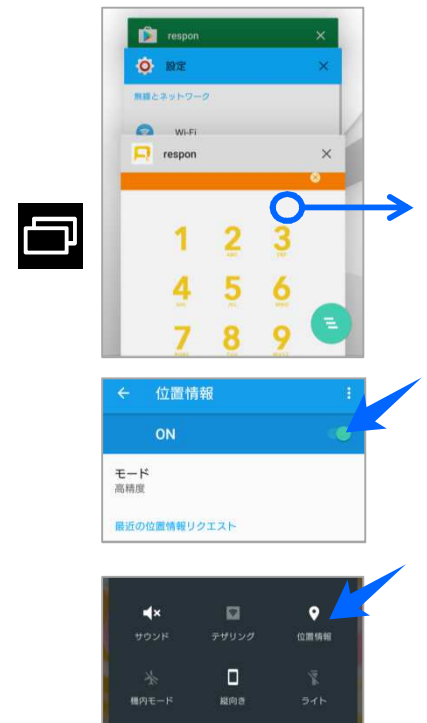 respon
設定
無線とネットワーク
Wi-Fi
respon
1 2 3
4 5 6
7 8 9
位置情報
ON
モード
高精度
最近の位置情報リクエスト
サウンド テザリング 位置情報
機内モード 縦向き ライト